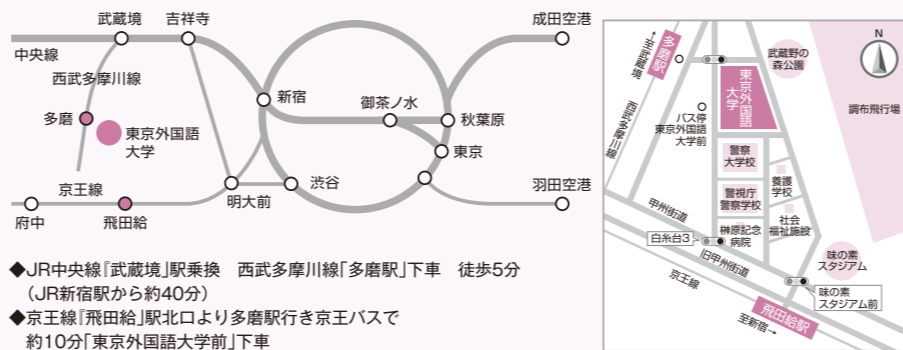 武蔵境
吉祥寺
成田空港
中央線
西武多摩川線
新宿
御茶ノ水
多磨
東京外国語
大学
秋葉原
東京
京王線
渋谷
羽田空港
府中
飛田給
明大前
◆JR中央線『武蔵境』駅乗換 西武多摩川線「多磨駅」下車 徒歩5分
(JR新宿駅から約40分)
◆京王線『飛田給』駅北口より多磨駅行き京王バスで
約10分「東京外国語大学前」下車
→至武蔵境
多磨駅
武蔵野の
森公園
N
東京外国語
大学
調布飛行場
西武多摩川線
バス停
東京外国語
大学前
警察
大学校
養護
学校
警視庁
警察学校
甲州街道
社会
福祉施設
榊原記念
病院
白糸台3
旧甲州街道
味の素
スタジアム
京王線
味の素
スタジアム前
飛田給駅
至新宿→